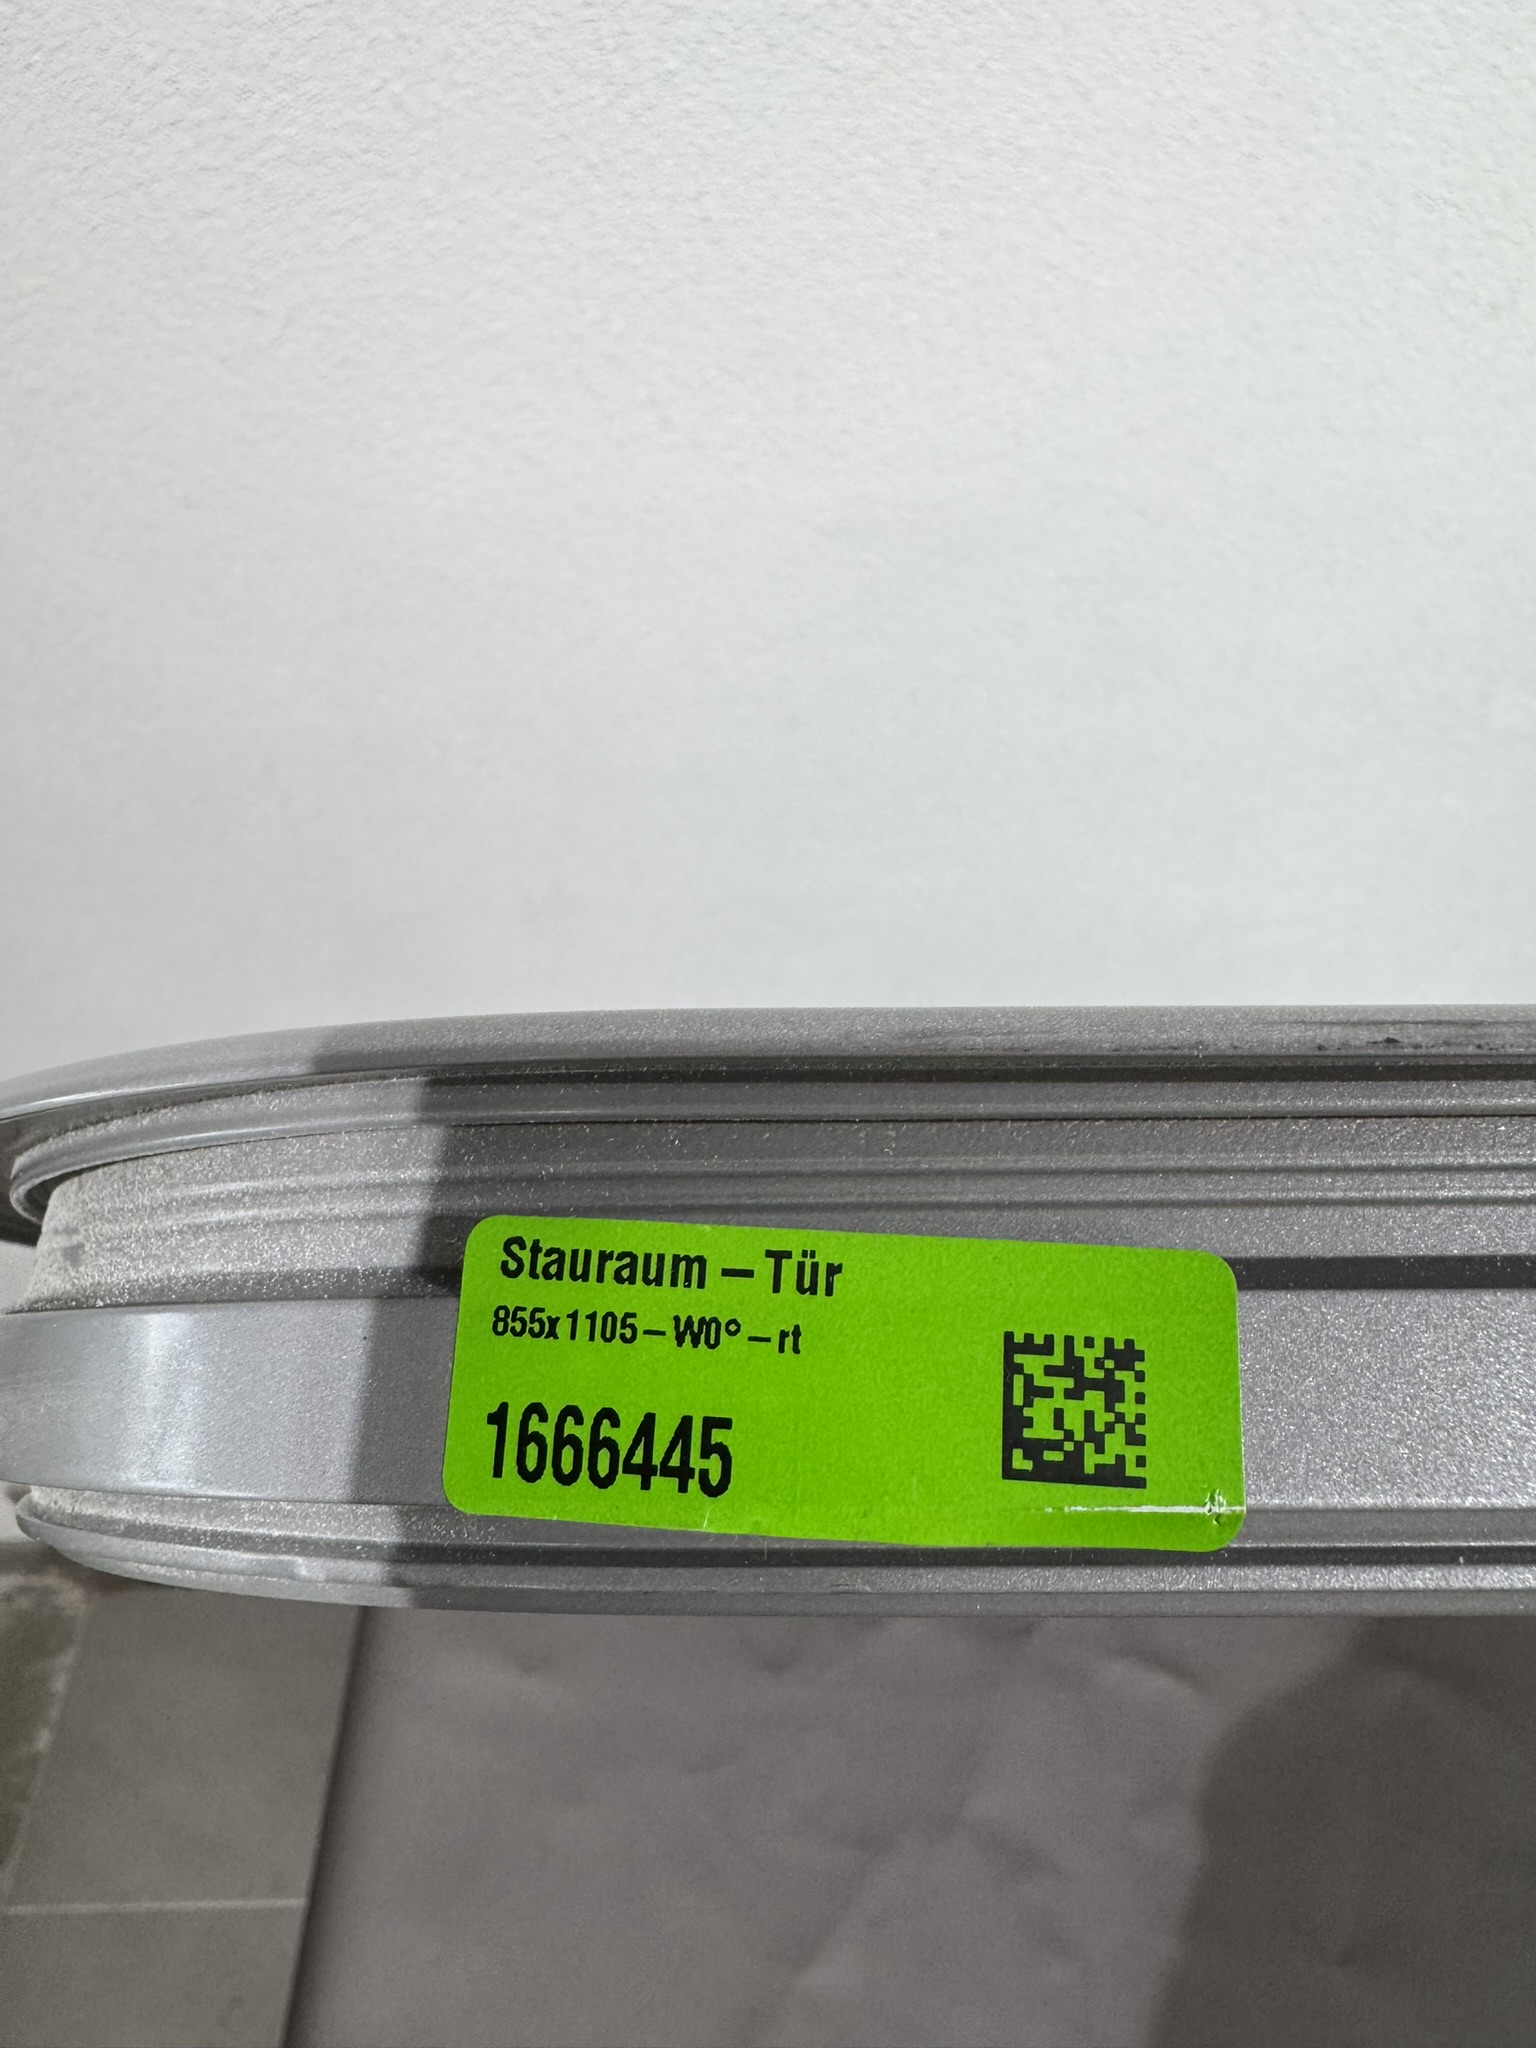 Stauraum – Tür
855x1105 – W0° – rt
1666445